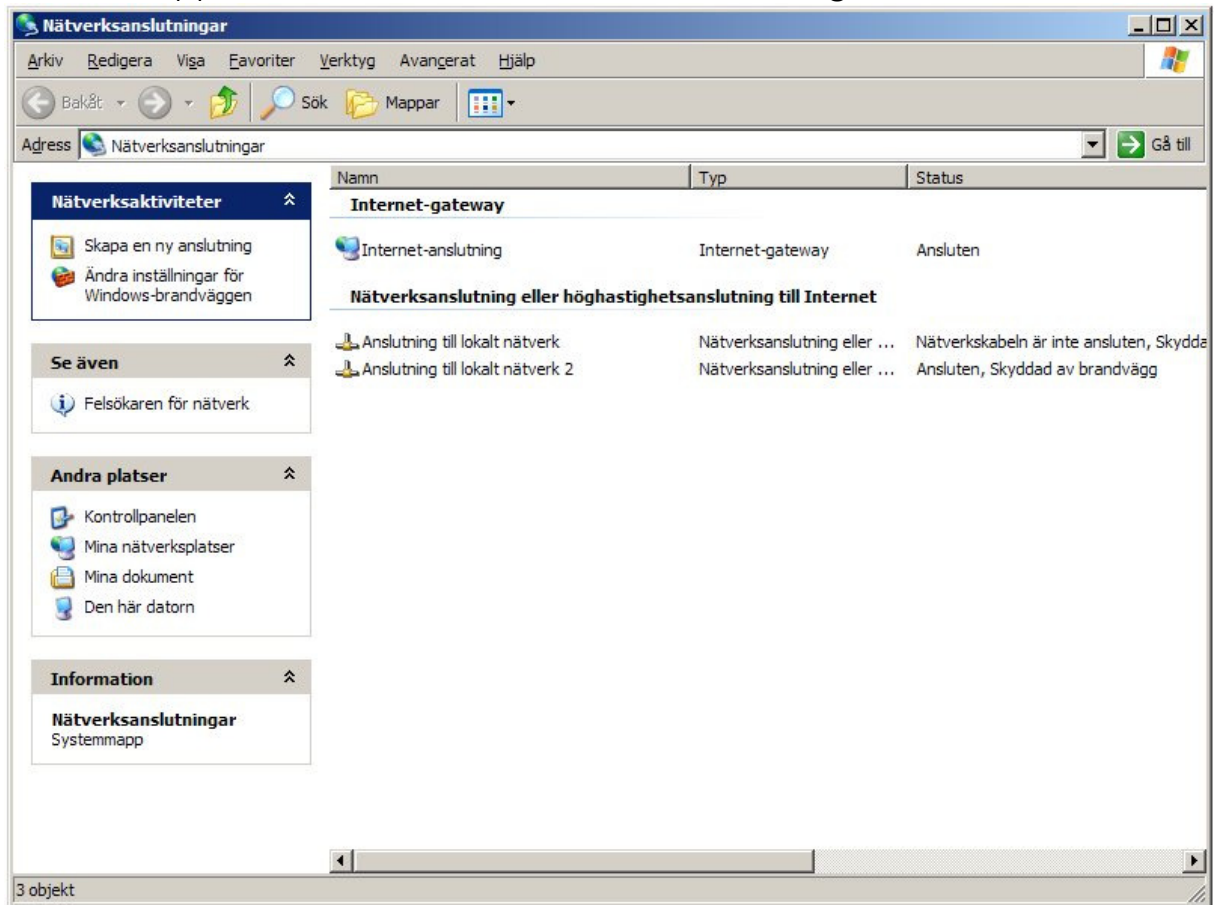 Nätverksanslutningar
Arkiv Redigera Visa Favoriter Verktyg Avancerat Hjälp
Bakåt Sök Mappar
Adress Nätverksanslutningar Gå till
Nätverksaktiviteter
Skapa en ny anslutning
Ändra inställningar för
Windows-brandväggen
Se även
Felsökaren för nätverk
Andra platser
Kontrollpanelen
Mina nätverksplatser
Mina dokument
Den här datorn
Information
Nätverksanslutningar
Systemmapp
Namn Typ Status
Internet-gateway
Internet-anslutning Internet-gateway Ansluten
Nätverksanslutning eller höghastighetsanslutning till Internet
Anslutning till lokalt nätverk Nätverksanslutning eller ... Nätverkskabeln är inte ansluten, Skydda
Anslutning till lokalt nätverk 2 Nätverksanslutning eller ... Ansluten, Skyddad av brandvägg
3 objekt